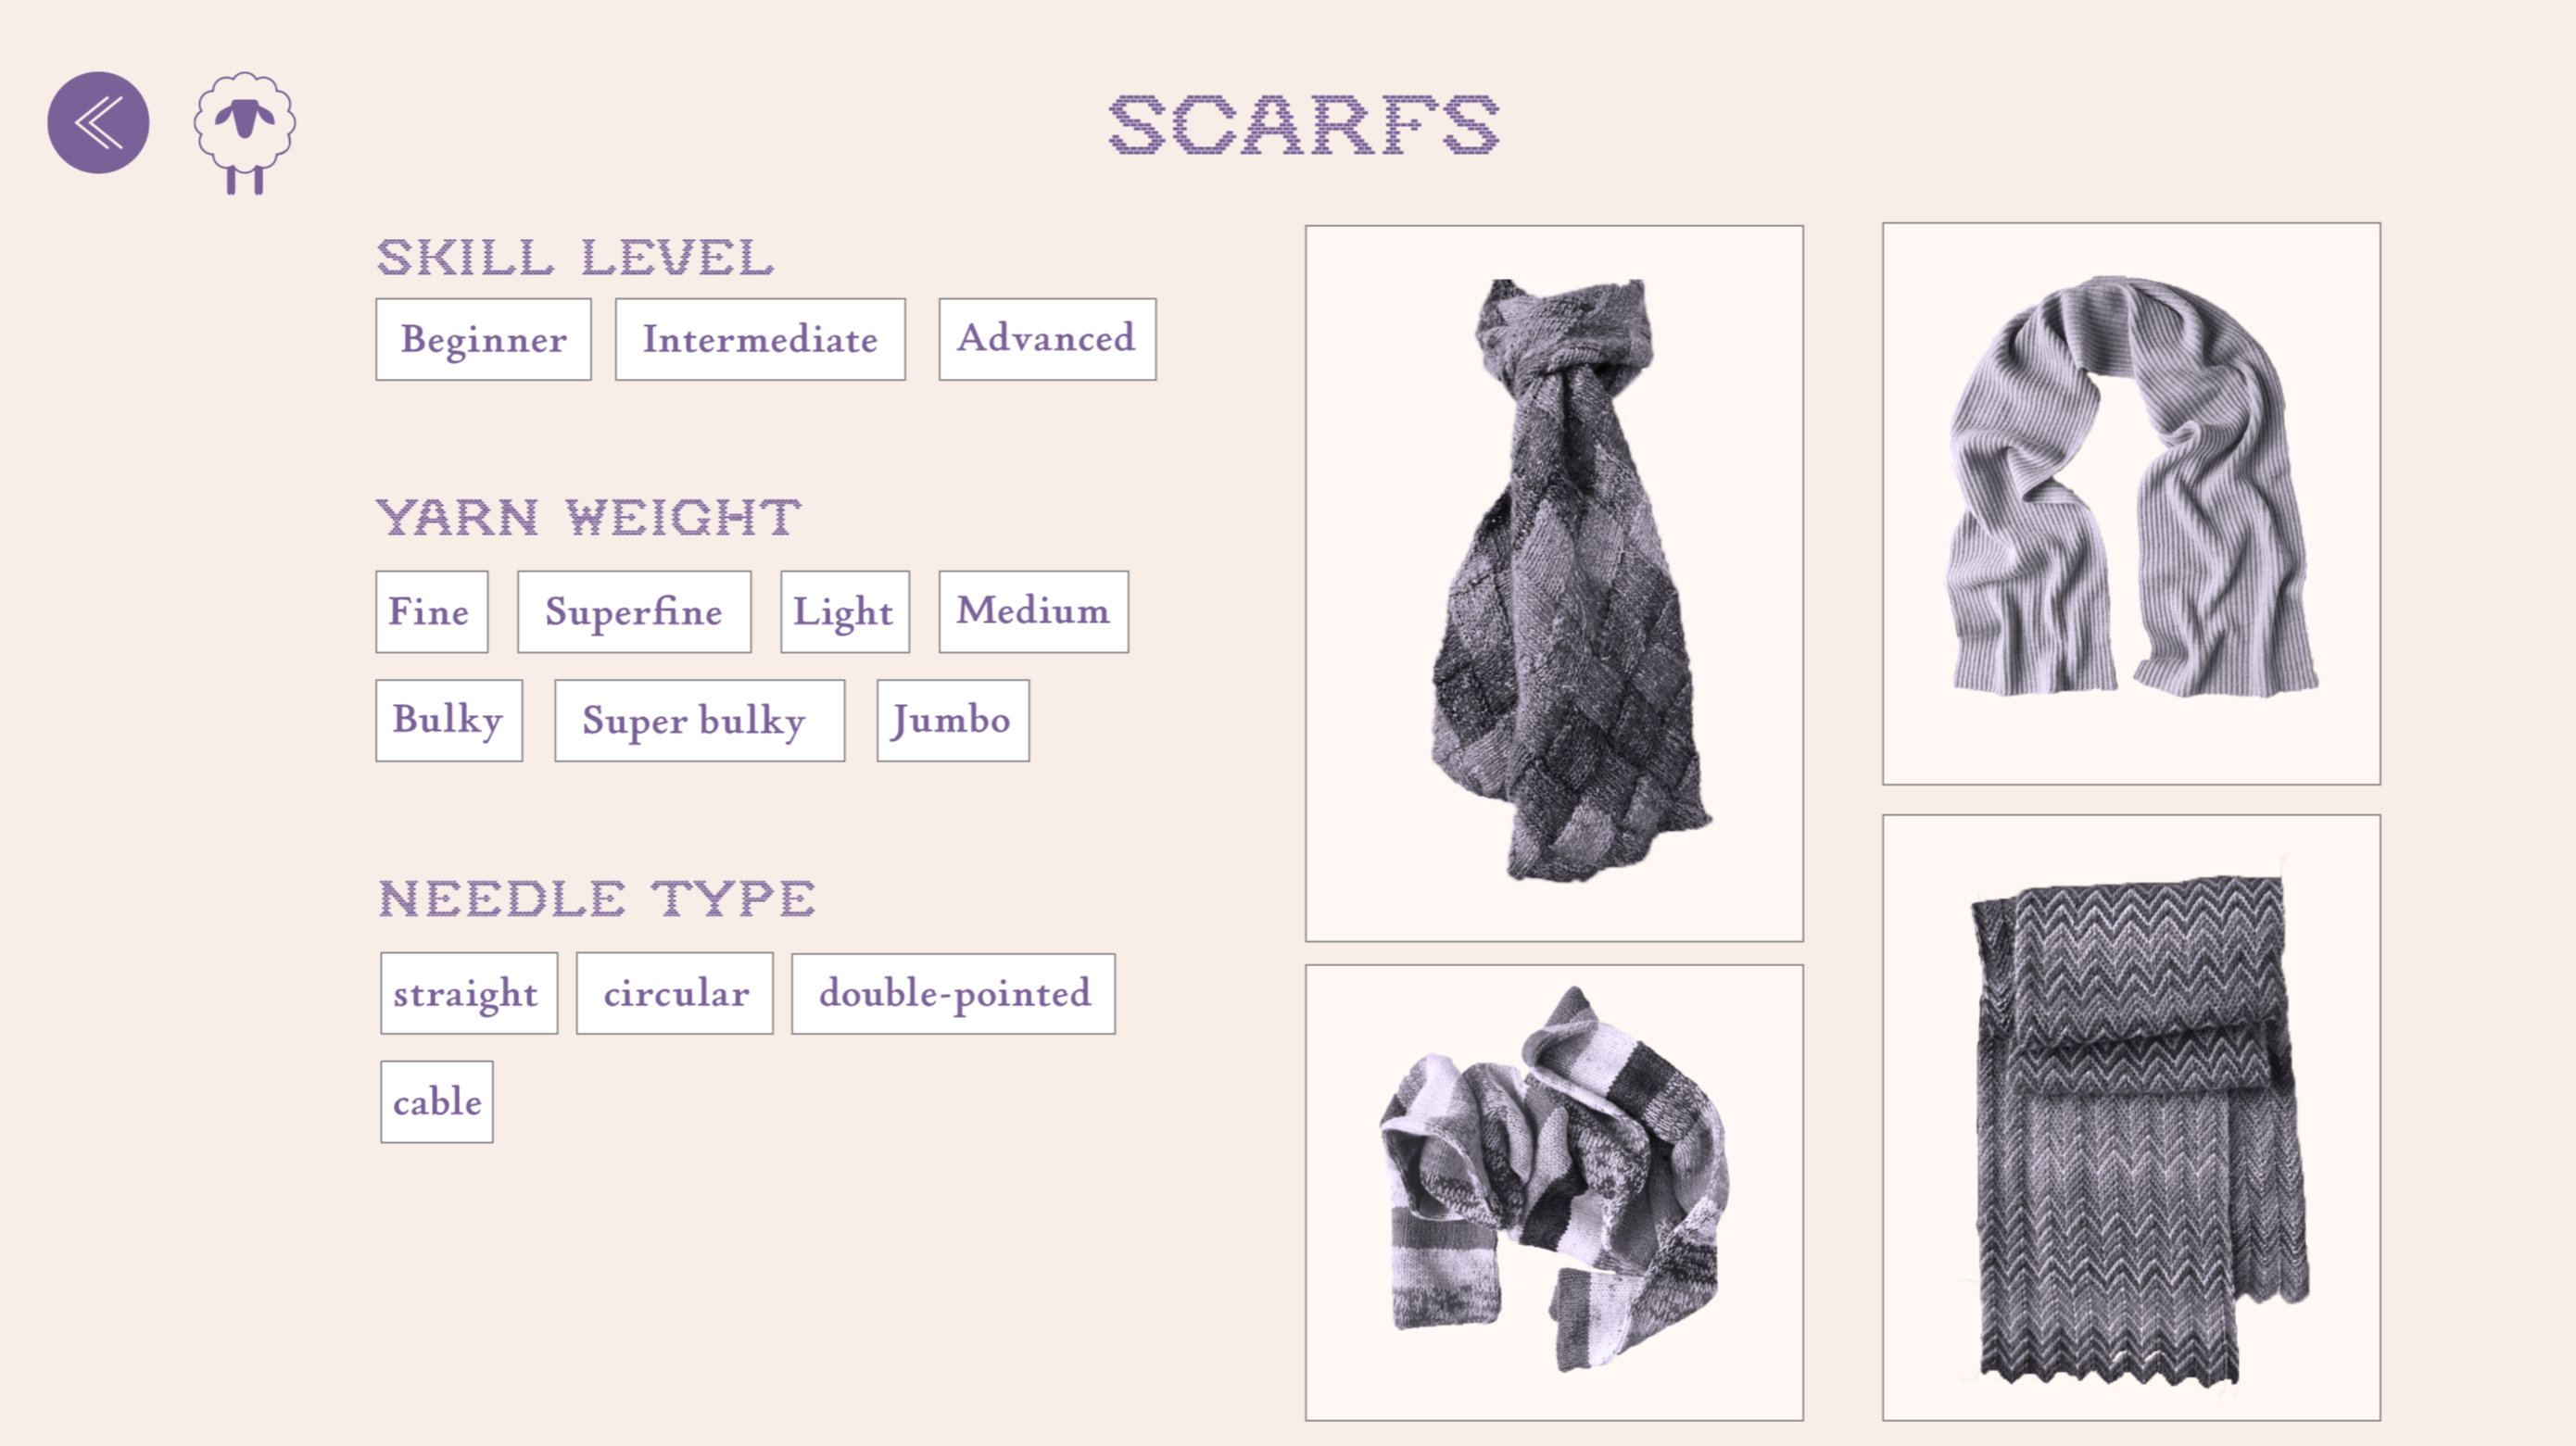 SCARFS
SKILL LEVEL
Beginner Intermediate Advanced
YARN WEIGHT
Fine Superfine Light Medium
Bulky Super bulky Jumbo
NEEDLE TYPE
straight circular double-pointed
cable